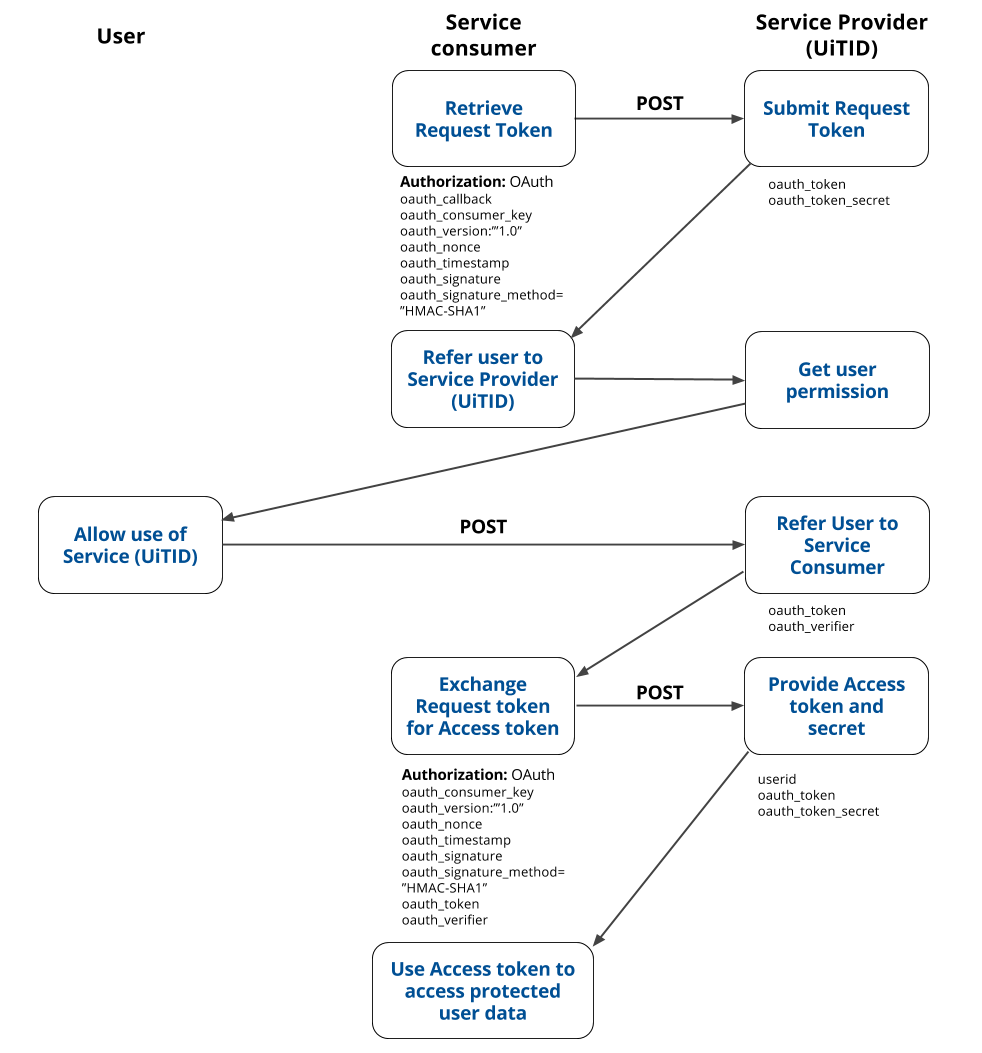 User
Service
consumer
Service Provider
(UiTID)
Retrieve
Request Token
POST
Submit Request
Token
Authorization: OAuth
oauth_callback
oauth_consumer_key
oauth_version:”’1.0”
oauth_nonce
oauth_timestamp
oauth_signature
oauth_signature_method=
”HMAC-SHA1”
oauth_token
oauth_token_secret
Refer user to
Service Provider
(UiTID)
Get user
permission
Allow use of
Service (UiTID)
POST
Refer User to
Service
Consumer
oauth_token
oauth_verifier
Exchange
Request token
for Access token
POST
Provide Access
token and
secret
Authorization: OAuth
oauth_consumer_key
oauth_version:”’1.0”
oauth_nonce
oauth_timestamp
oauth_signature
oauth_signature_method=
”HMAC-SHA1”
oauth_token
oauth_verifier
userid
oauth_token
oauth_token_secret
Use Access token to
access protected
user data